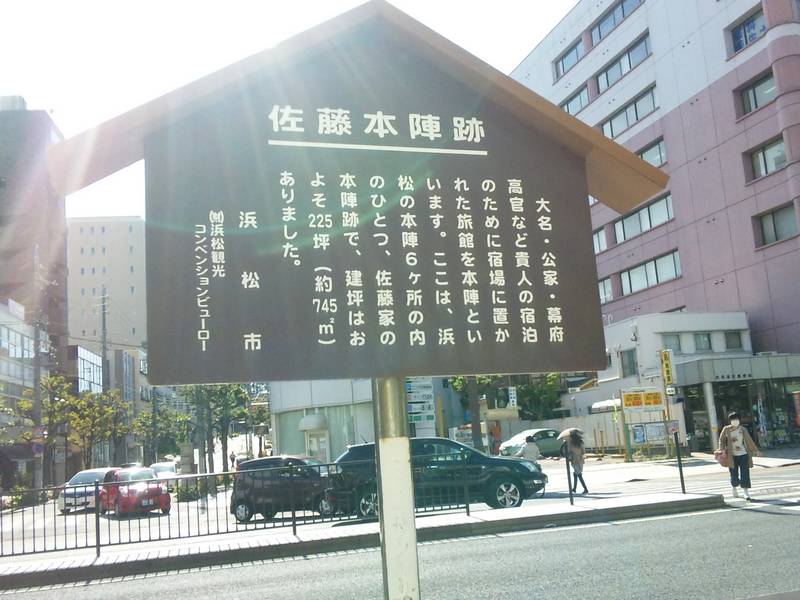 佐藤本陣跡
大名・公家・幕府
高官など貴人の宿泊
のために宿場に置か
れた旅館を本陣とい
います。ここは、浜
松の本陣6ヶ所の内
のひとつ、佐藤家の
本陣跡で、建坪はお
よそ225坪(約745㎡)
ありました。
浜松市
㈶浜松観光
コンベンションビューロー